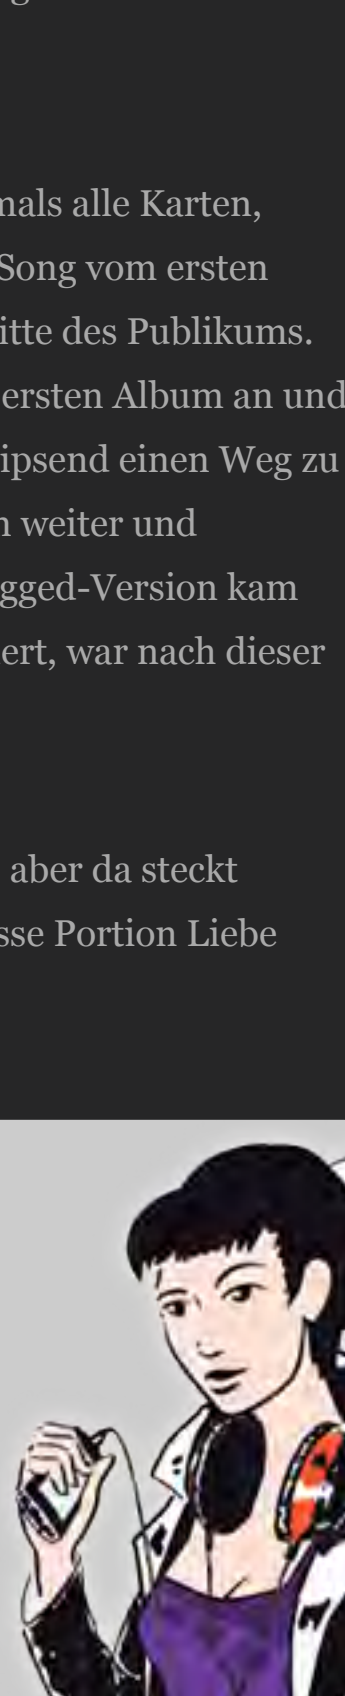 mals alle Karten,
Song vom ersten
itte des Publikums.
ersten Album an und
ipsend einen Weg zu
weiter und
gged-Version kam
ert, war nach dieser
aber da steckt
sse Portion Liebe